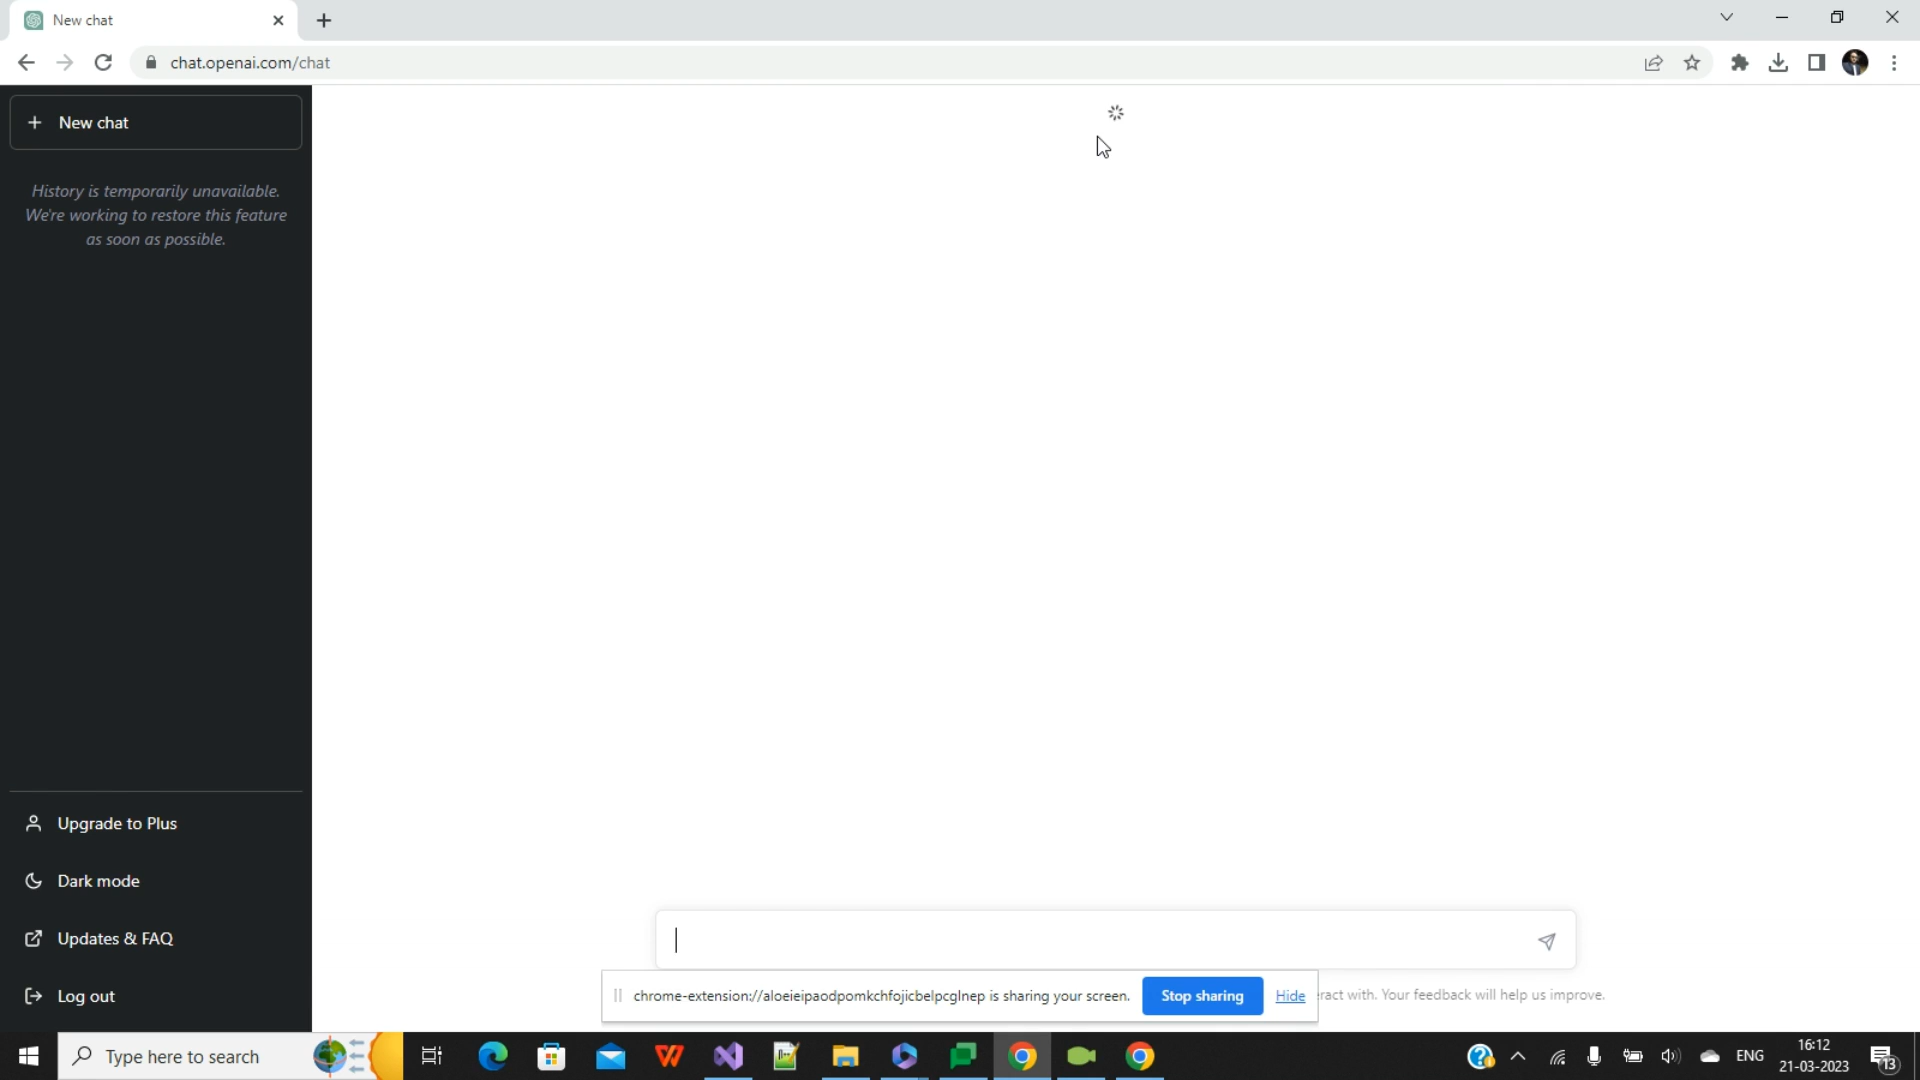 New chat
chat.openai.com/chat
New chat
History is temporarily unavailable.
We're working to restore this feature
as soon as possible.
Upgrade to Plus
Dark mode
Updates & FAQ
Log out
chrome-extension://aloeieipaodpomkchfojicbelpcglnep is sharing your screen.
Stop sharing
Hide
with. Your feedback will help us improve.
Type here to search
ENG
16:12
21-03-2023
13